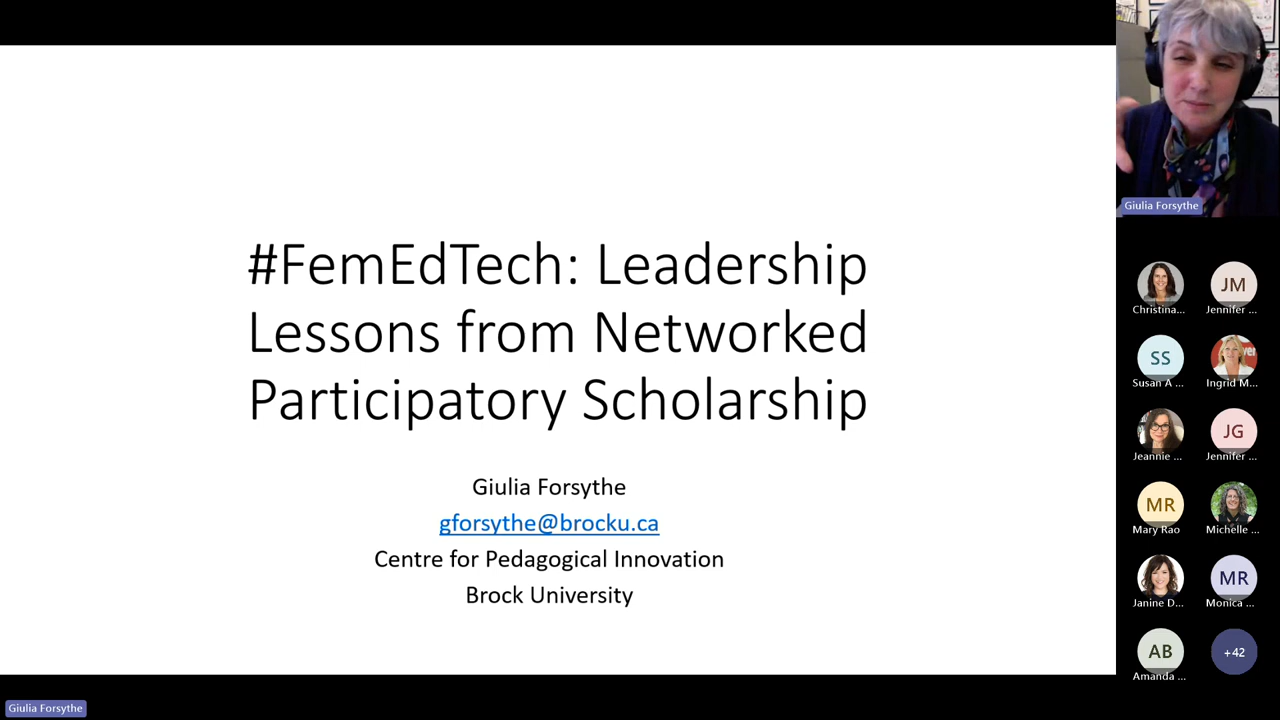 #FemEdTech: Leadership
Lessons from Networked
Participatory Scholarship
Giulia Forsythe
gforsythe@brocku.ca
Centre for Pedagogical Innovation
Brock University
Giulia Forsythe
Giulia Forsythe
Christina...
JM
Jennifer ...
SS
Susan A ...
Ingrid M...
Jeannie ...
JG
Jennifer ...
MR
Mary Rao
Michelle ...
Janine D...
MR
Monica ...
AB
Amanda ...
+42